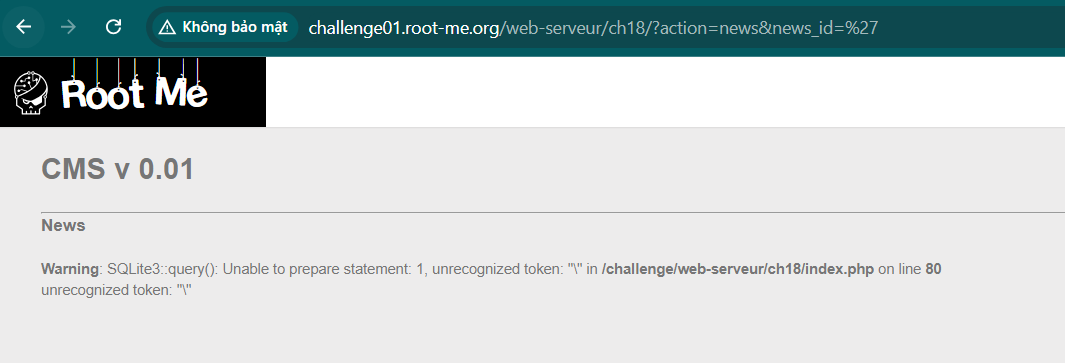 Không bảo mật challenge01.root-me.org/web-serveur/ch18/?action=news&news_id=%27
Root Me
CMS v 0.01
News
Warning: SQLite3::query(): Unable to prepare statement: 1, unrecognized token: "\" in /challenge/web-serveur/ch18/index.php on line 80
unrecognized token: "\"